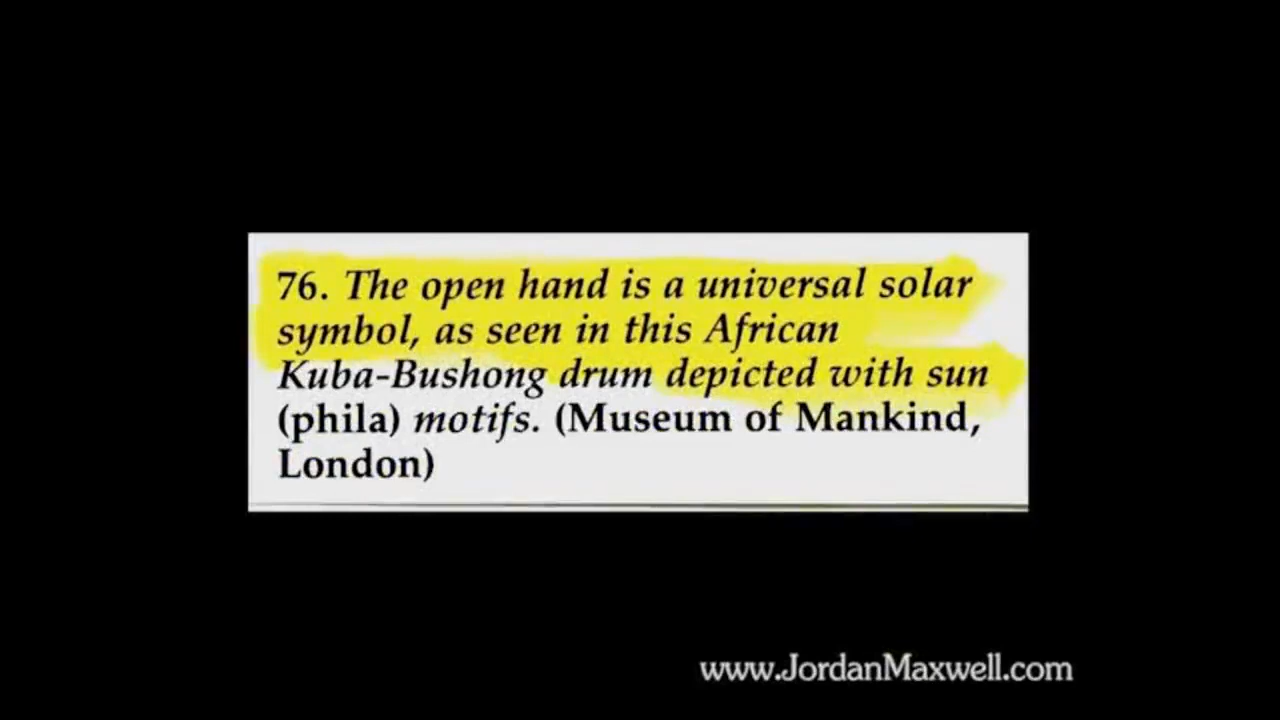 76. The open hand is a universal solar
symbol, as seen in this African
Kuba-Bushong drum depicted with sun
(phila) motifs. (Museum of Mankind,
London)
www.JordanMaxwell.com